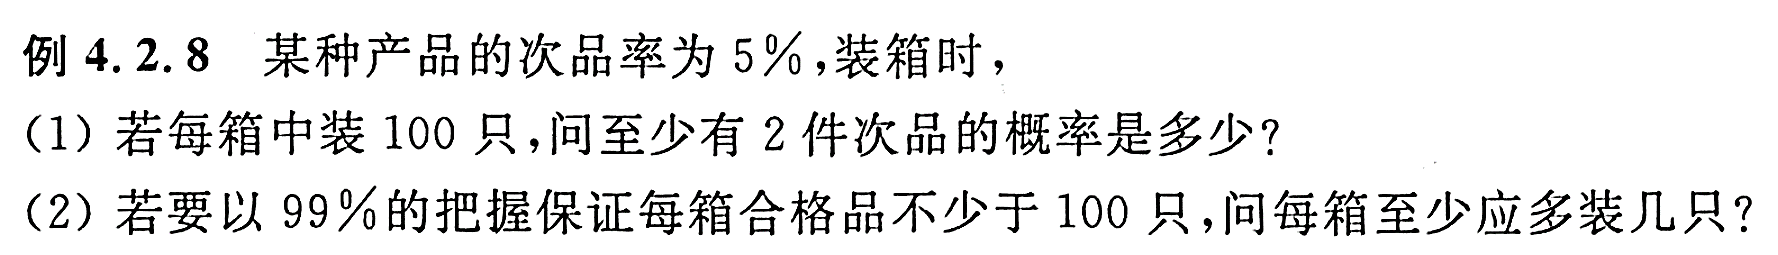 例 4.2.8 某种产品的次品率为 5%,装箱时,
(1) 若每箱中装 100 只,问至少有 2 件次品的概率是多少?
(2) 若要以 99%的把握保证每箱合格品不少于 100 只,问每箱至少应多装几只?